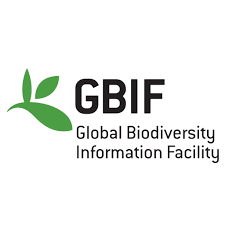 GBIF
Global Biodiversity
Information Facility